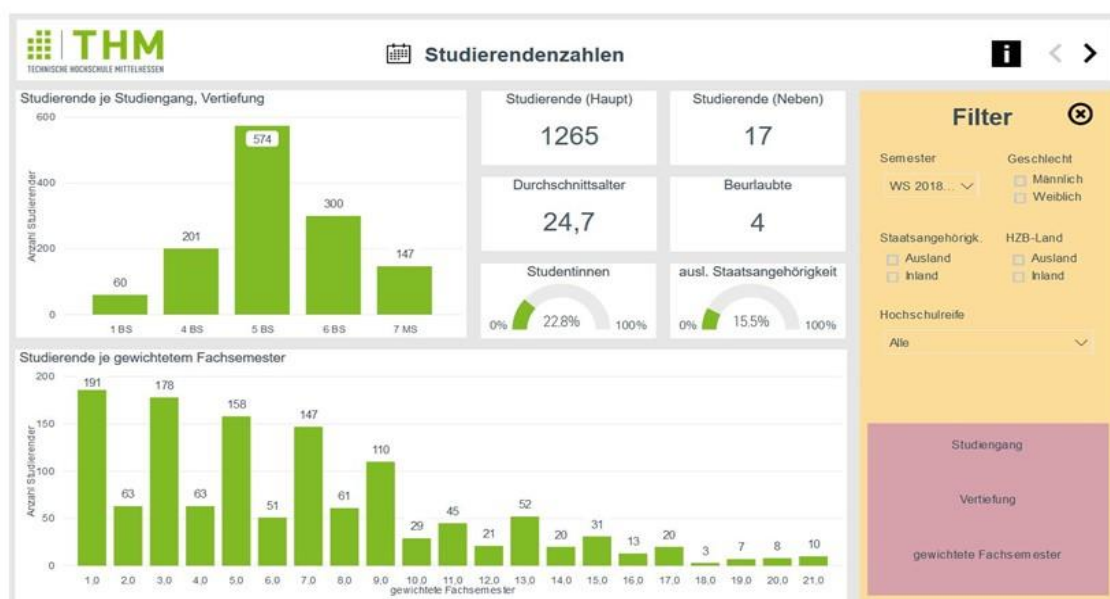 THM
TECHNISCHE HOCHSCHULE MITTELHESSEN
Studierendenzahlen
i
Studierende je Studiengang, Vertiefung
Anzahl Studierender
600
400
200
0
60
201
574
300
147
1 BS
4 BS
5 BS
6 BS
7 MS
Studierende (Haupt)
1265
Studierende (Neben)
17
Durchschnittsalter
24,7
Beurlaubte
4
Studentinnen
0%
22.8%
100%
ausl. Staatsangehörigkeit
0%
15.5%
100%
Studierende je gewichtetem Fachsemester
Anzahl Studierender
200
150
100
50
0
191
63
178
63
158
51
147
61
110
29
45
21
52
20
31
13
20
3
7
8
10
1,0
2,0
3,0
4,0
5,0
6,0
7,0
8,0
9,0
10,0
11,0
12,0
13,0
14,0
15,0
16,0
17,0
18,0
19,0
20,0
21,0
gewichtete Fachsemester
Filter
Semester
WS 2018...
Geschlecht
Männlich
Weiblich
Staatsangehörigk.
Ausland
Inland
HZB-Land
Ausland
Inland
Hochschulreife
Alle
Studiengang
Vertiefung
gewichtete Fachsemester